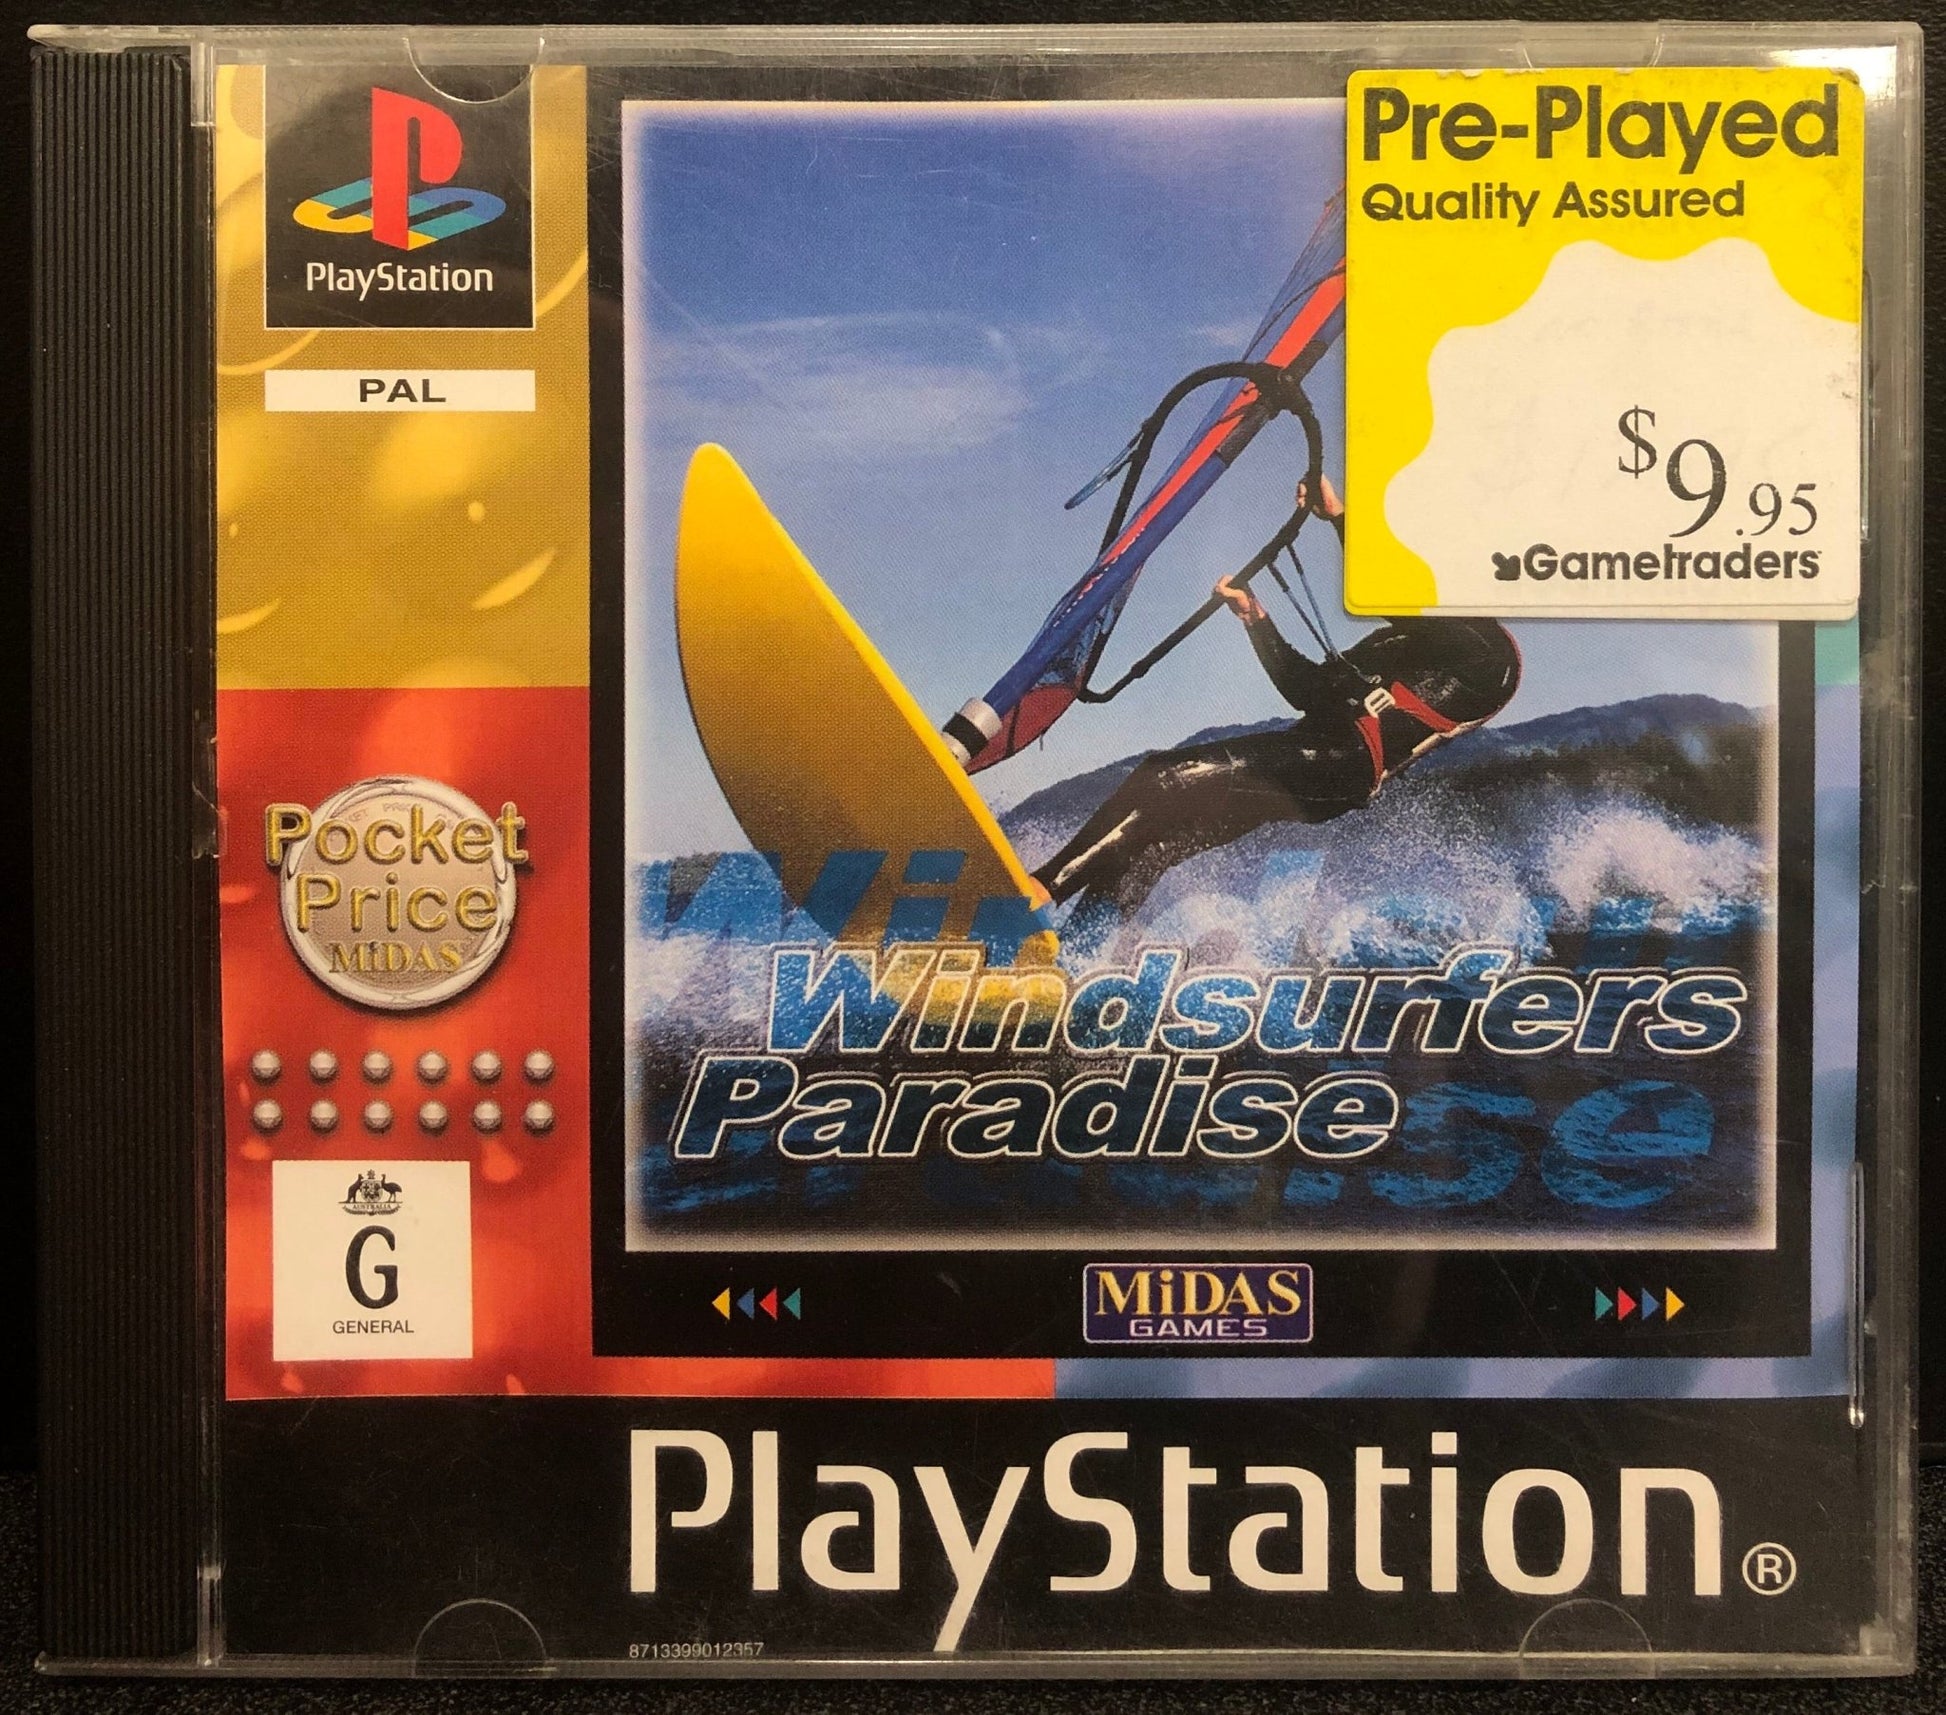 PlayStation
PAL
Pre-Played
Quality Assured
$9.95
Gametraders
Pocket
Price
MiDAS
Windsurfers
Paradise
AUSTRALIA
G
GENERAL
MiDAS
GAMES
PlayStation®
8713399012357